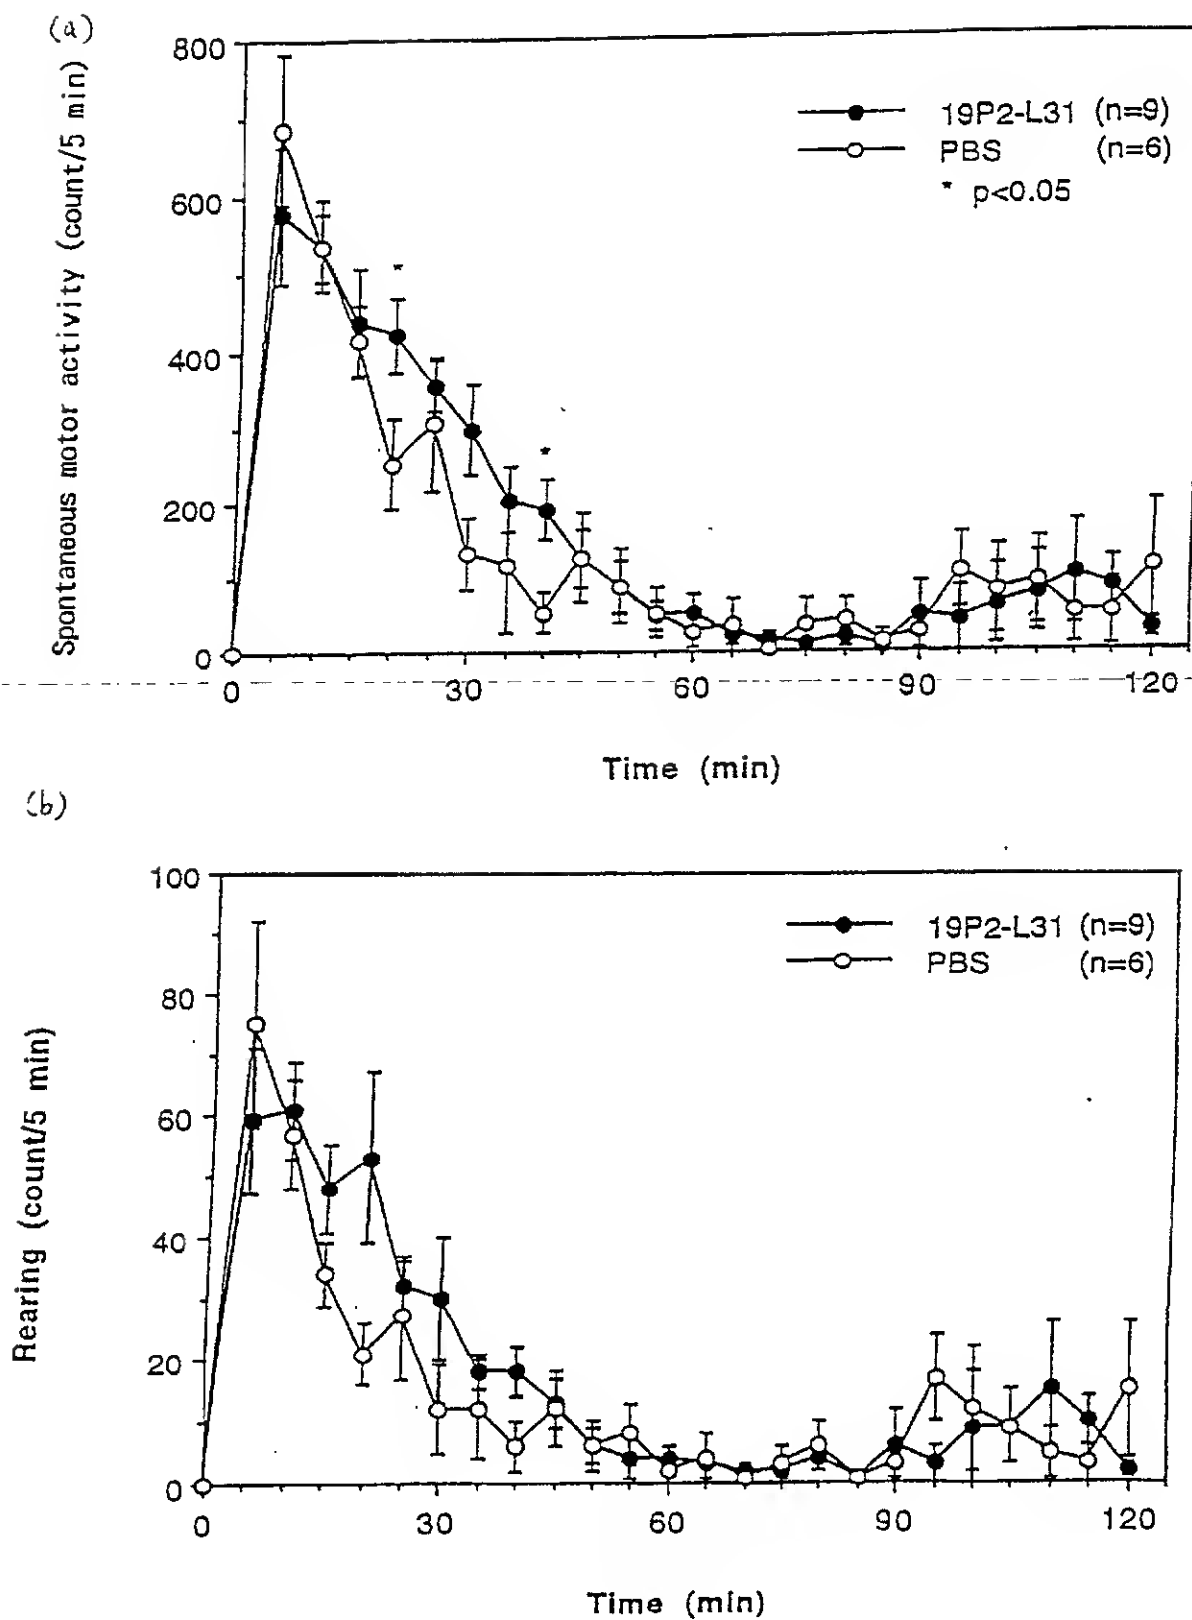 (a)
Spontaneous motor activity (count/5 min)
800
600
400
200
0
19P2-L31 (n=9)
PBS (n=6)
* p<0.05
*
*
0 30 60 90 120
Time (min)
(b)
Rearing (count/5 min)
100
80
60
40
20
0
19P2-L31 (n=9)
PBS (n=6)
0 30 60 90 120
Time (min)